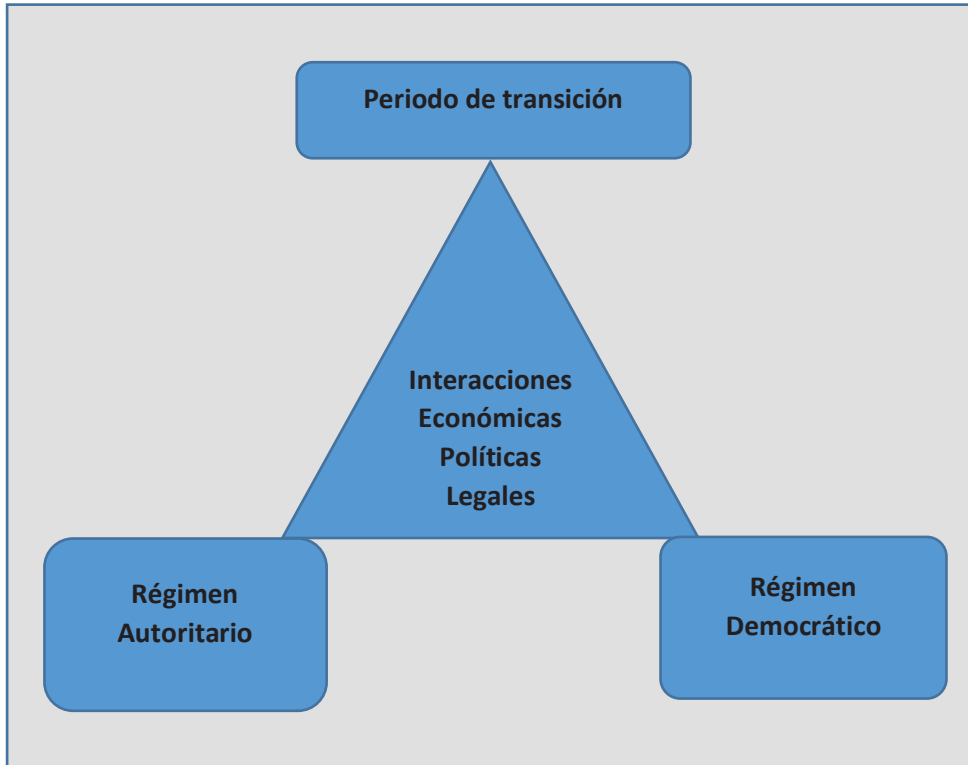 Periodo de transición
Interacciones
Económicas
Políticas
Legales
Régimen
Autoritario
Régimen
Democrático